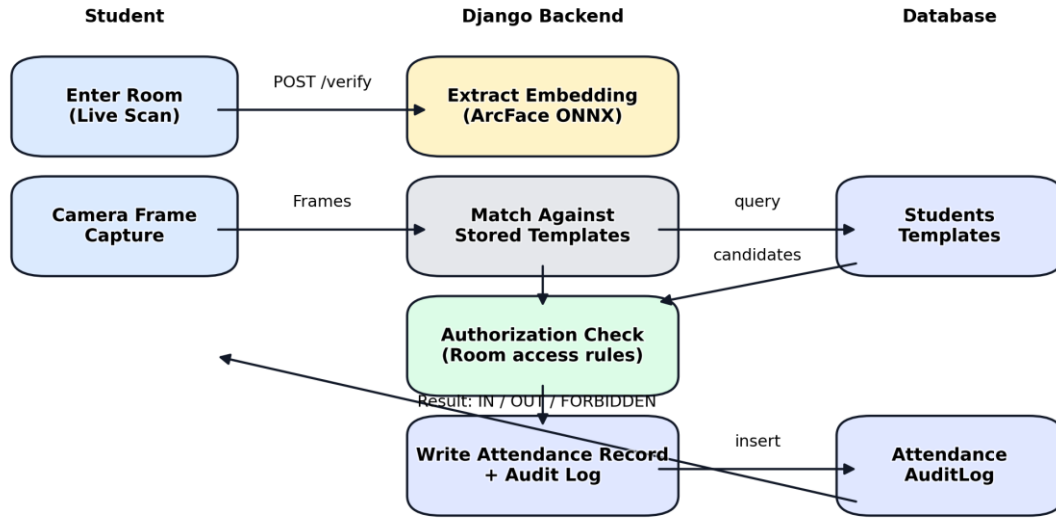 Student
Django Backend
Database
Enter Room
(Live Scan)
POST /verify
Extract Embedding
(ArcFace ONNX)
Camera Frame
Capture
Frames
Match Against
Stored Templates
query
Students
Templates
candidates
Authorization Check
(Room access rules)
Result: IN / OUT / FORBIDDEN
Write Attendance Record
+ Audit Log
insert
Attendance
AuditLog